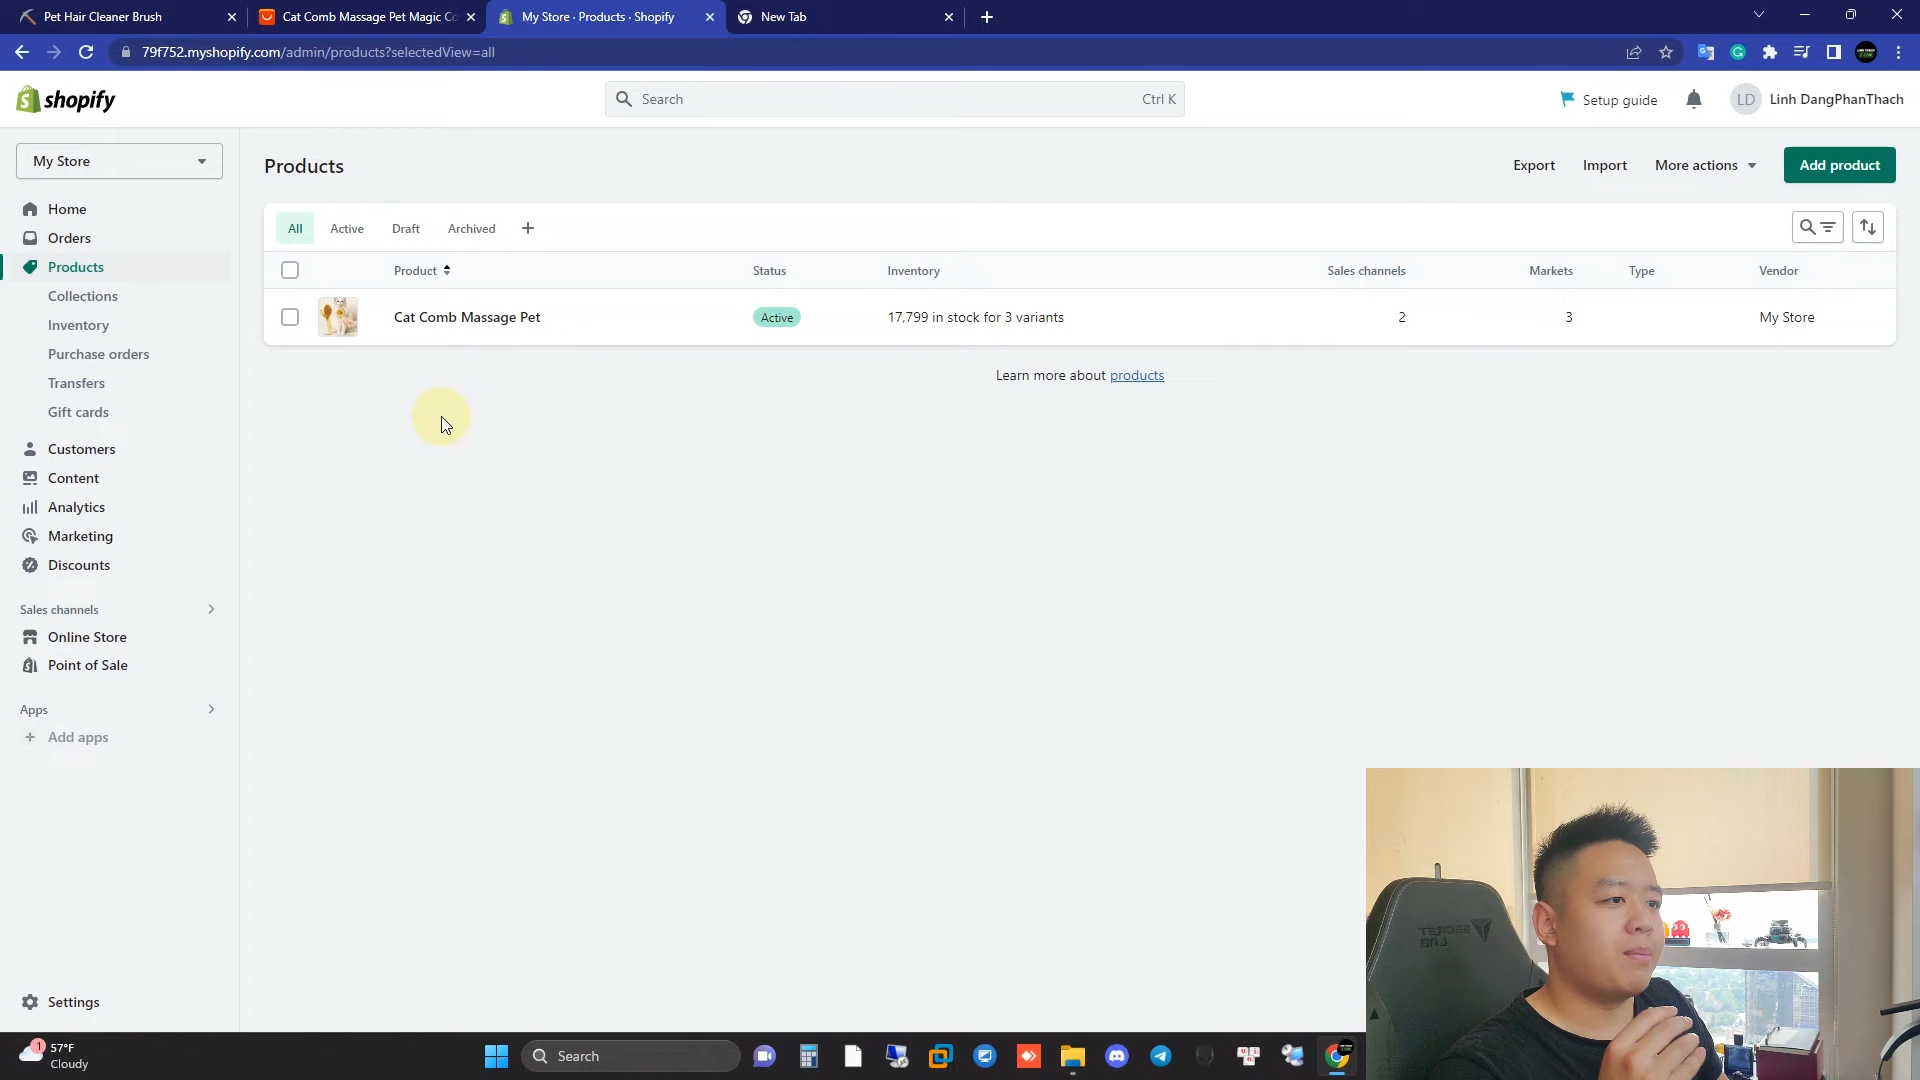 Pet Hair Cleaner Brush
Cat Comb Massage Pet Magic Co
My Store · Products · Shopify
New Tab
79f752.myshopify.com/admin/products?selectedView=all
shopify
Search
Ctrl K
Setup guide
LD
Linh DangPhanThach
My Store
Home
Orders
Products
Collections
Inventory
Purchase orders
Transfers
Gift cards
Customers
Content
Analytics
Marketing
Discounts
Sales channels
Online Store
Point of Sale
Apps
Add apps
Settings
Products
Export
Import
More actions
Add product
All
Active
Draft
Archived
Product
Status
Inventory
Sales channels
Markets
Type
Vendor
Cat Comb Massage Pet
Active
17,799 in stock for 3 variants
2
3
My Store
Learn more about products
1
57°F
Cloudy
Search